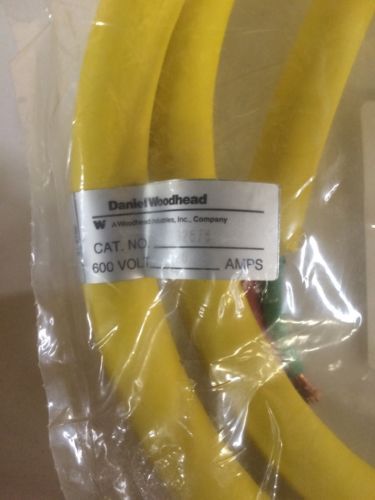 Daniel Woodhead
W A Woodhead Industries, Inc., Company
CAT. NO.
600 VOLT AMPS